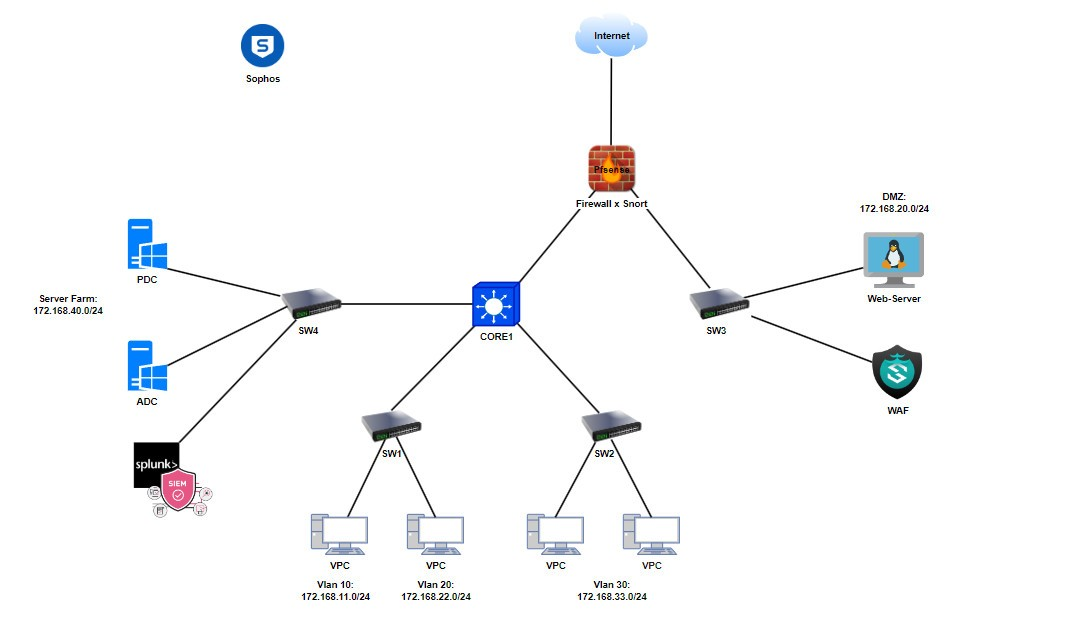 Internet
S
Sophos
Pfsense
Firewall x Snort
DMZ:
172.168.20.0/24
PDC
Server Farm:
172.168.40.0/24
Web-Server
SW4
CORE1
SW3
ADC
WAF
SW1
SW2
splunk>
SIEM
VPC
VPC
VPC
VPC
Vlan 10:
172.168.11.0/24
Vlan 20:
172.168.22.0/24
Vlan 30:
172.168.33.0/24